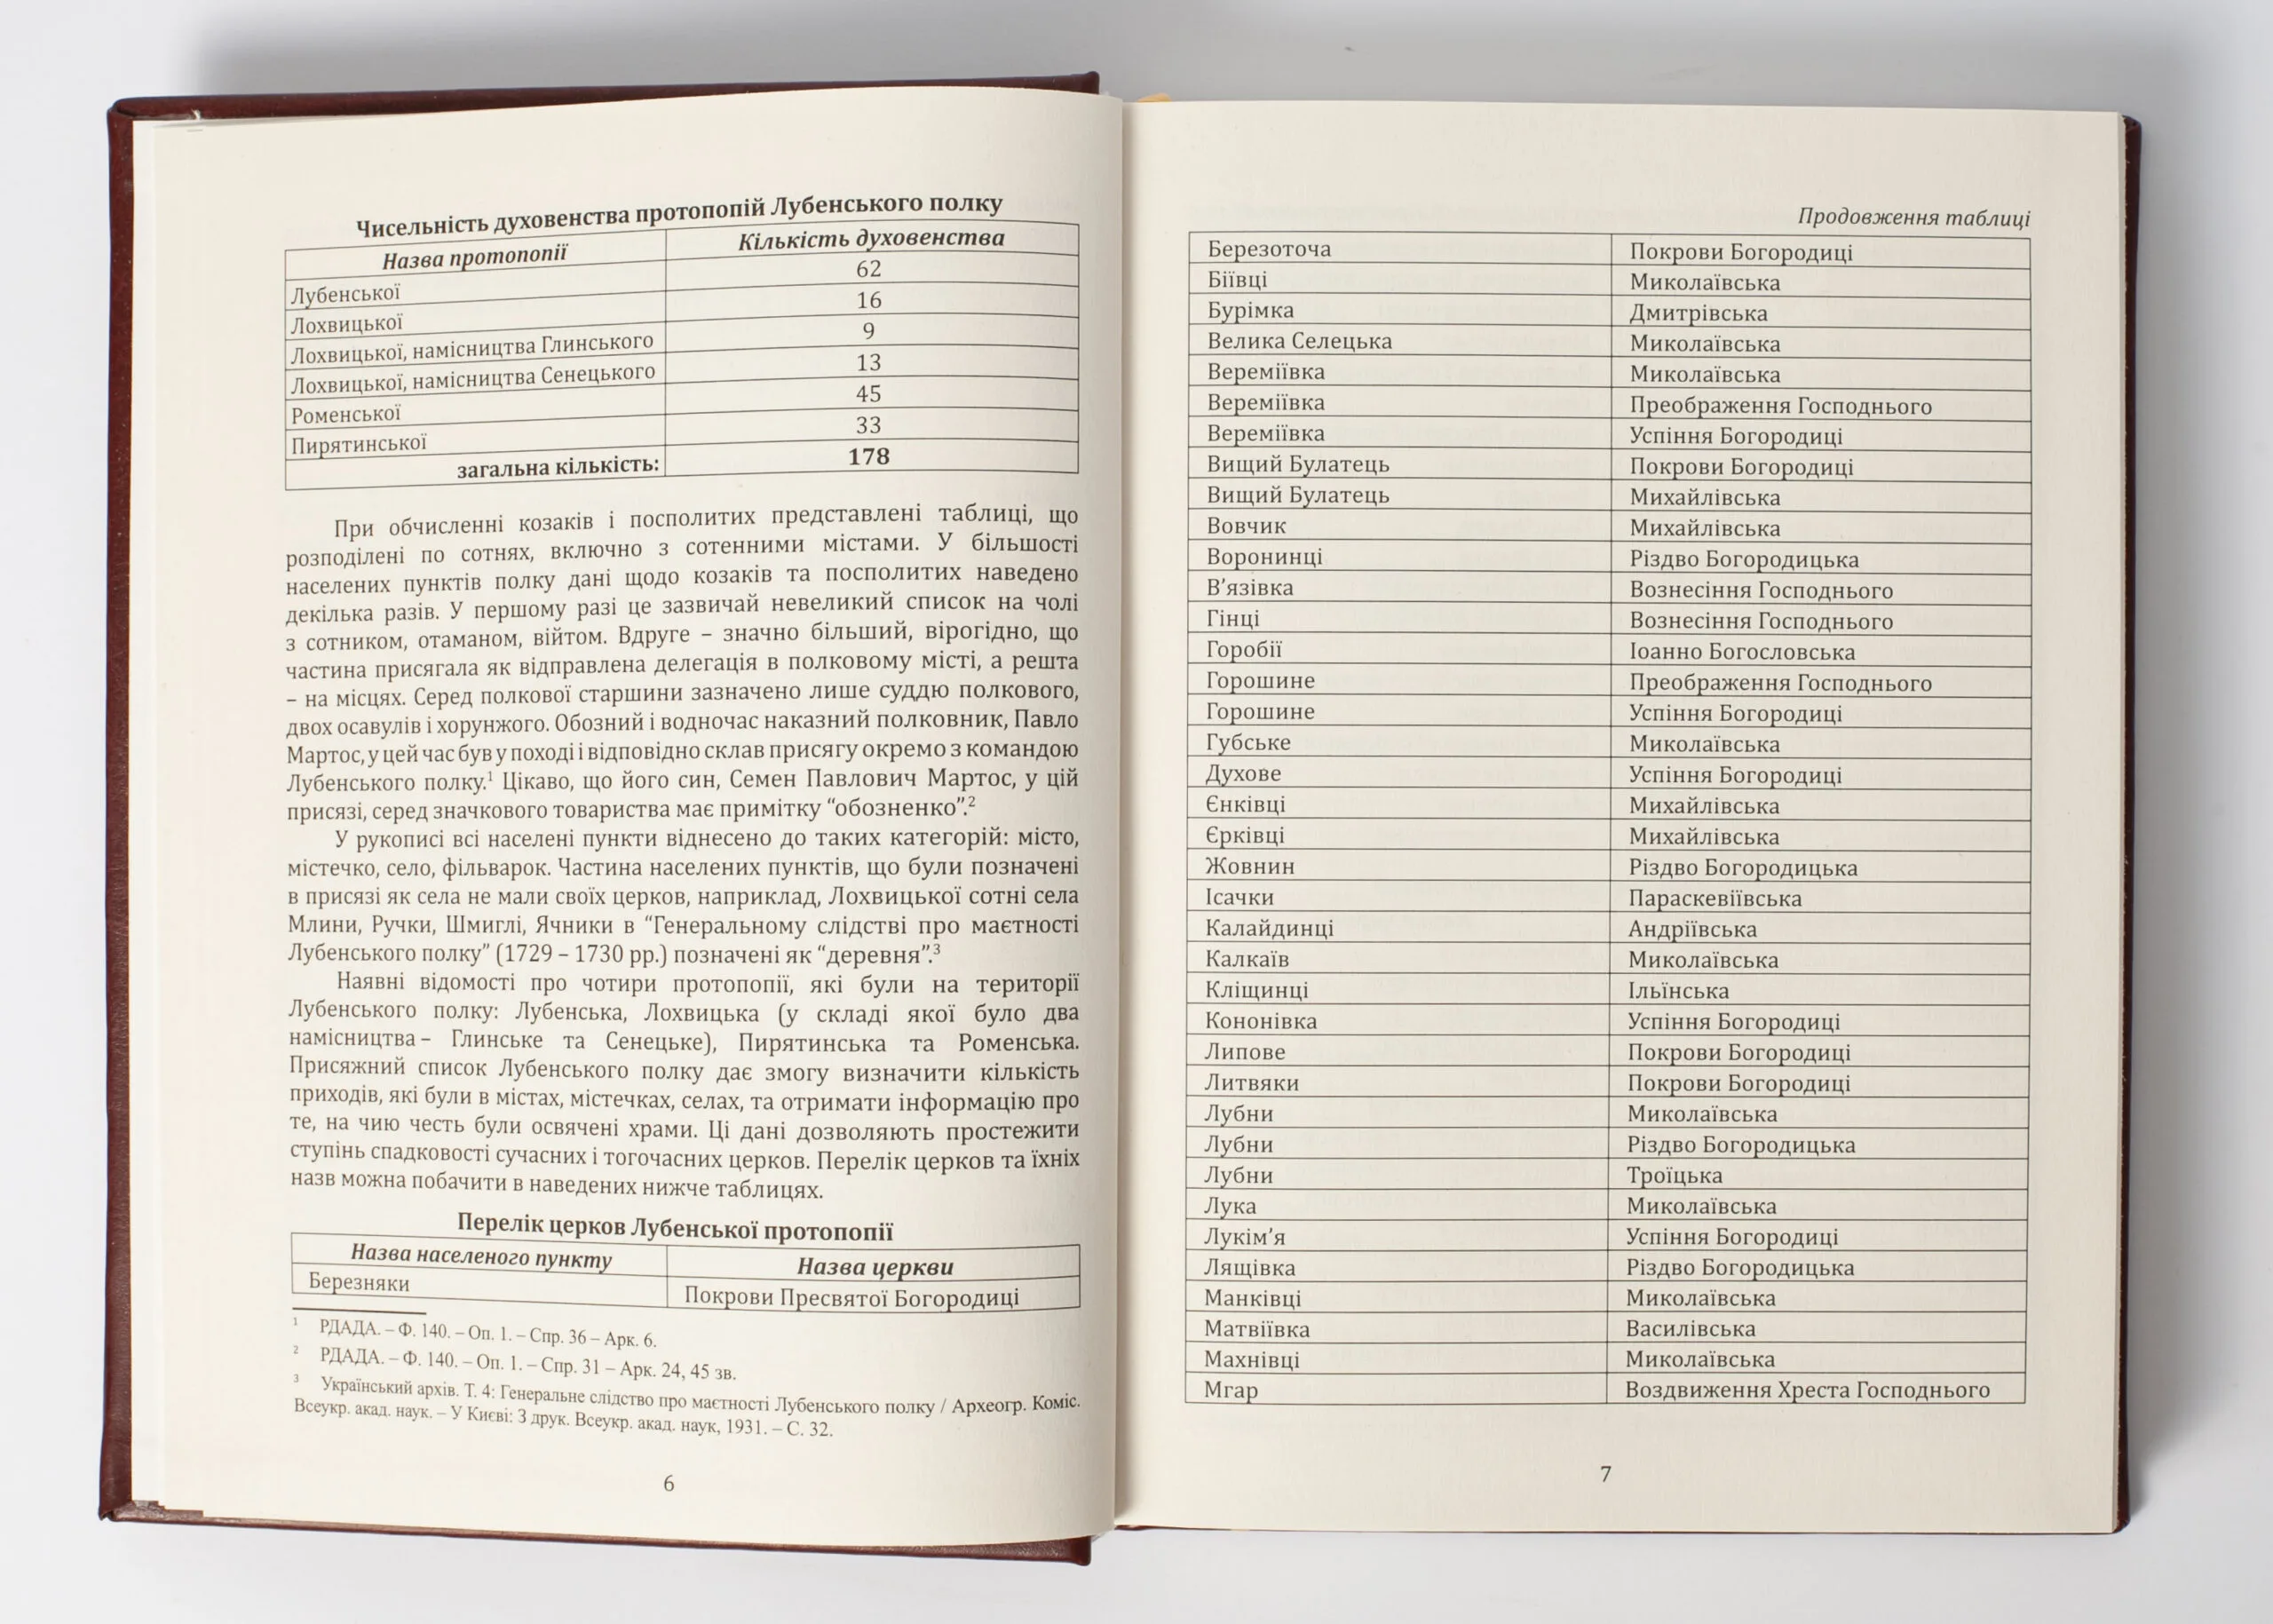 Чисельність духовенства протопопій Лубенського полку
Назва протопопії Кількість духовенства
Лубенської 62
Лохвицької 16
Лохвицької, намісництва Глинського 9
Лохвицької, намісництва Сенецького 13
Роменської 45
Пирятинської 33
загальна кількість: 178
При обчисленні козаків і посполитих представлені таблиці, що
розподілені по сотнях, включно з сотенними містами. У більшості
населених пунктів полку дані щодо козаків та посполитих наведено
декілька разів. У першому разі це зазвичай невеликий список на чолі
з сотником, отаманом, війтом. Вдруге – значно більший, вірогідно, що
частина присягала як відправлена делегація в полковому місті, а решта
– на місцях. Серед полкової старшини зазначено лише суддю полкового,
двох осавулів і хорунжого. Обозний і водночас наказний полковник, Павло
Мартос, у цей час був у поході і відповідно склав присягу окремо з командою
Лубенського полку.¹ Цікаво, що його син, Семен Павлович Мартос, у цій
присязі, серед значкового товариства має примітку “обозненко”.²
У рукописі всі населені пункти віднесено до таких категорій: місто,
містечко, село, фільварок. Частина населених пунктів, що були позначені
в присязі як села не мали своїх церков, наприклад, Лохвицької сотні села
Млини, Ручки, Шмиглі, Ячники в “Генеральному слідстві про маєтності
Лубенського полку” (1729 – 1730 рр.) позначені як “деревня”.³
Наявні відомості про чотири протопопії, які були на території
Лубенського полку: Лубенська, Лохвицька (у складі якої було два
намісництва – Глинське та Сенецьке), Пирятинська та Роменська.
Присяжний список Лубенського полку дає змогу визначити кількість
приходів, які були в містах, містечках, селах, та отримати інформацію про
те, на чию честь були освячені храми. Ці дані дозволяють простежити
ступінь спадковості сучасних і тогочасних церков. Перелік церков та їхніх
назв можна побачити в наведених нижче таблицях.
Перелік церков Лубенської протопопії
Назва населеного пункту Назва церкви
Березняки Покрови Пресвятої Богородиці
¹ РДАДА. – Ф. 140. – Оп. 1. – Спр. 36 – Арк. 6.
² РДАДА. – Ф. 140. – Оп. 1. – Спр. 31 – Арк. 24, 45 зв.
³ Український архів. Т. 4: Генеральне слідство про маєтності Лубенського полку / Археогр. Коміс.
Всеукр. акад. наук. – У Києві: З друк. Всеукр. акад. наук, 1931. – С. 32.
6
Продовження таблиці
Березоточа Покрови Богородиці
Біївці Миколаївська
Бурімка Дмитрівська
Велика Селецька Миколаївська
Вереміївка Миколаївська
Вереміївка Преображення Господнього
Вереміївка Успіння Богородиці
Вищий Булатець Покрови Богородиці
Вищий Булатець Михайлівська
Вовчик Михайлівська
Воронинці Різдво Богородицька
В’язівка Вознесіння Господнього
Гінці Вознесіння Господнього
Горобії Іоанно Богословська
Горошине Преображення Господнього
Горошине Успіння Богородиці
Губське Миколаївська
Духове Успіння Богородиці
Єнківці Михайлівська
Єрківці Михайлівська
Жовнин Різдво Богородицька
Ісачки Параскевіївська
Калайдинці Андріївська
Калкаїв Миколаївська
Кліщинці Ільїнська
Кононівка Успіння Богородиці
Липове Покрови Богородиці
Литвяки Покрови Богородиці
Лубни Миколаївська
Лубни Різдво Богородицька
Лубни Троїцька
Лука Миколаївська
Лукім’я Успіння Богородиці
Лящівка Різдво Богородицька
Манківці Миколаївська
Матвіївка Василівська
Махнівці Миколаївська
Мгар Воздвиження Хреста Господнього
7